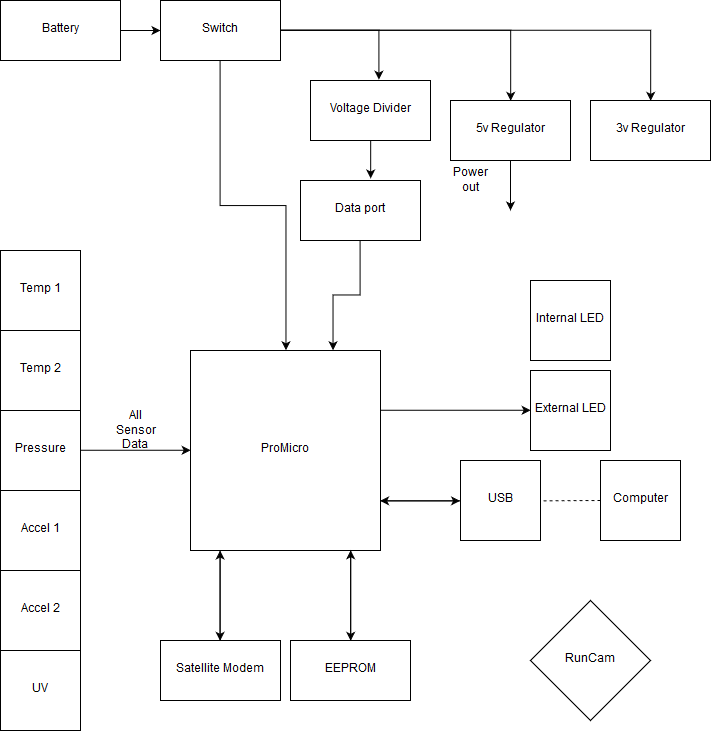 Battery
Switch
Voltage Divider
5v Regulator
3v Regulator
Power
out
Data port
Temp 1
Internal LED
Temp 2
External LED
All
Sensor
Data
Pressure
ProMicro
USB
Computer
Accel 1
Accel 2
Satellite Modem
EEPROM
RunCam
UV